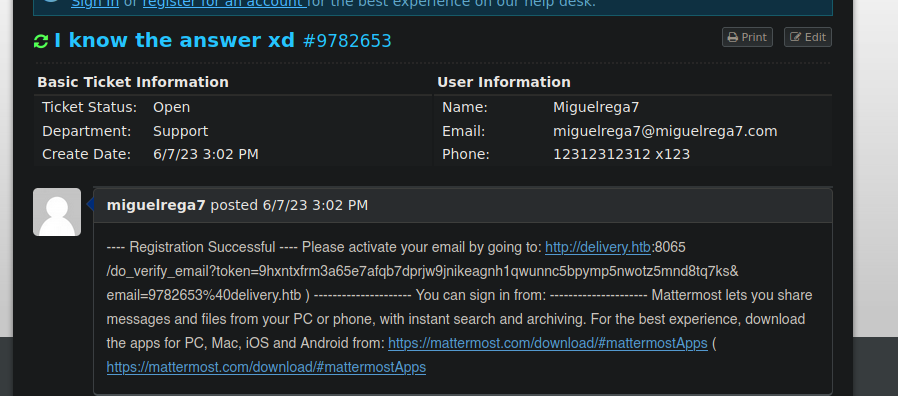 Sign in or register for an account for the best experience on our help desk.
I know the answer xd #9782653
Print
Edit
Basic Ticket Information
User Information
Ticket Status: Open
Name: Miguelrega7
Department: Support
Email: miguelrega7@miguelrega7.com
Create Date: 6/7/23 3:02 PM
Phone: 12312312312 x123
miguelrega7 posted 6/7/23 3:02 PM
---- Registration Successful ---- Please activate your email by going to: http://delivery.htb:8065
/do_verify_email?token=9hxntxfrm3a65e7afqb7dprjw9jnikeagnh1qwunnc5bpymp5nwotz5mnd8tq7ks&
email=9782653%40delivery.htb ) --------------------- You can sign in from: --------------------- Mattermost lets you share
messages and files from your PC or phone, with instant search and archiving. For the best experience, download
the apps for PC, Mac, iOS and Android from: https://mattermost.com/download/#mattermostApps (
https://mattermost.com/download/#mattermostApps